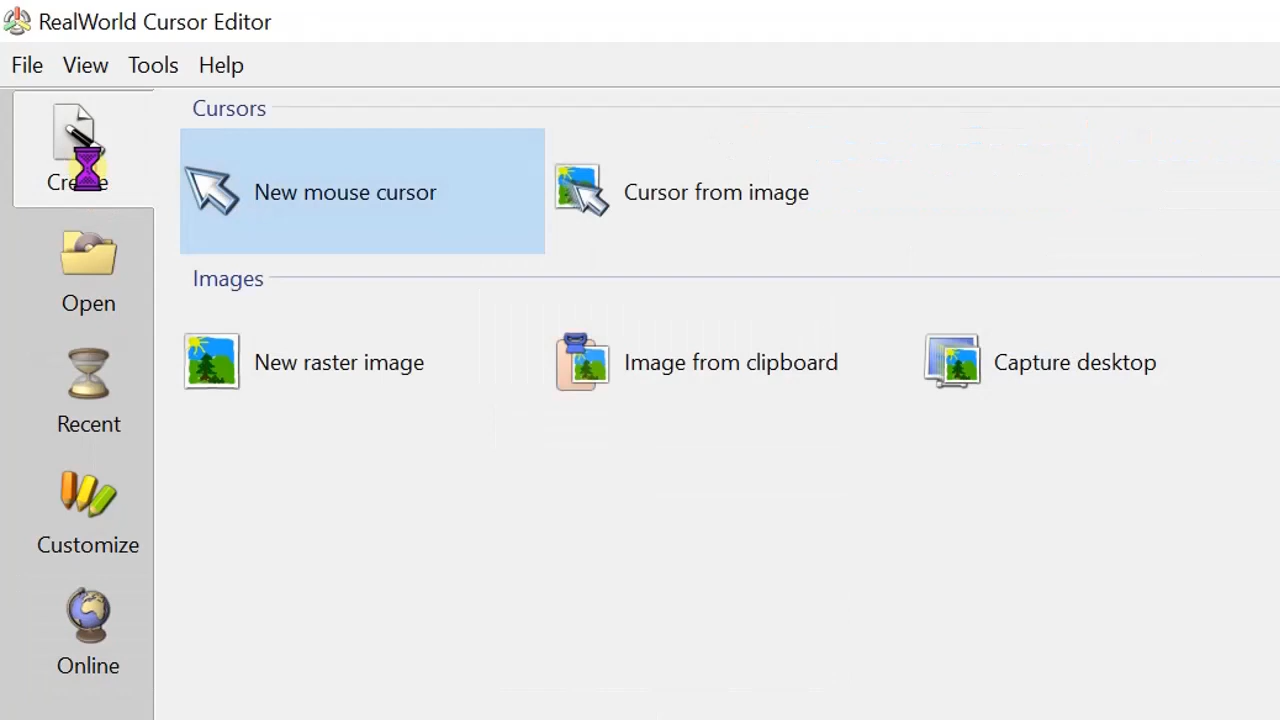 RealWorld Cursor Editor
File View Tools Help
Cursors
New mouse cursor
Cursor from image
Create
Images
Open
New raster image
Image from clipboard
Capture desktop
Recent
Customize
Online